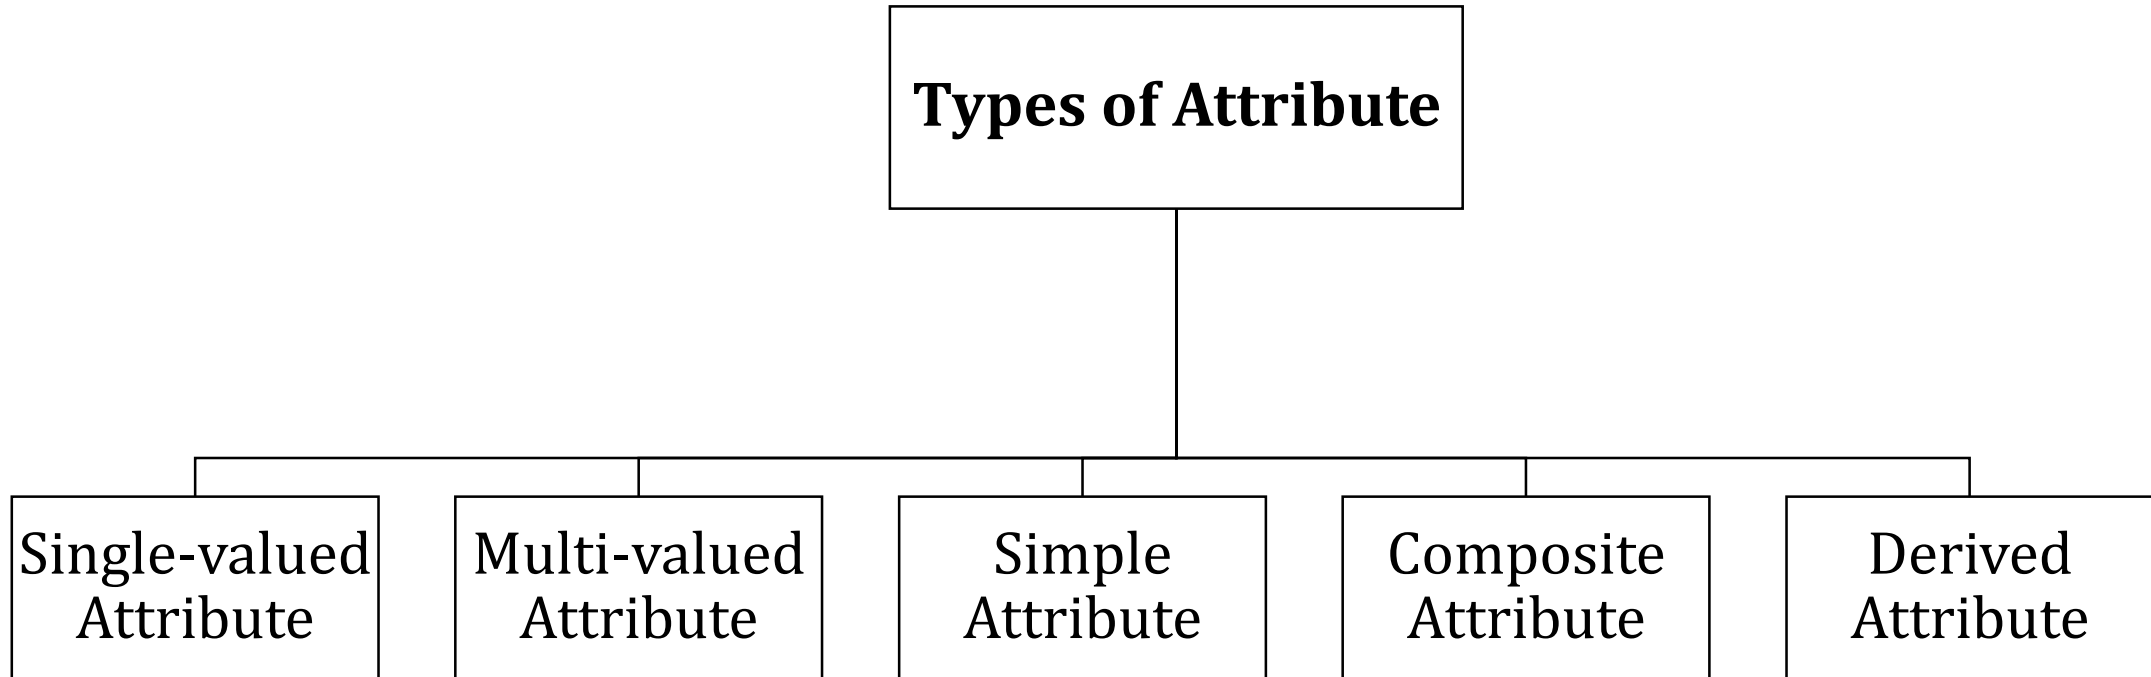 Types of Attribute
Single-valued
Attribute
Multi-valued
Attribute
Simple
Attribute
Composite
Attribute
Derived
Attribute